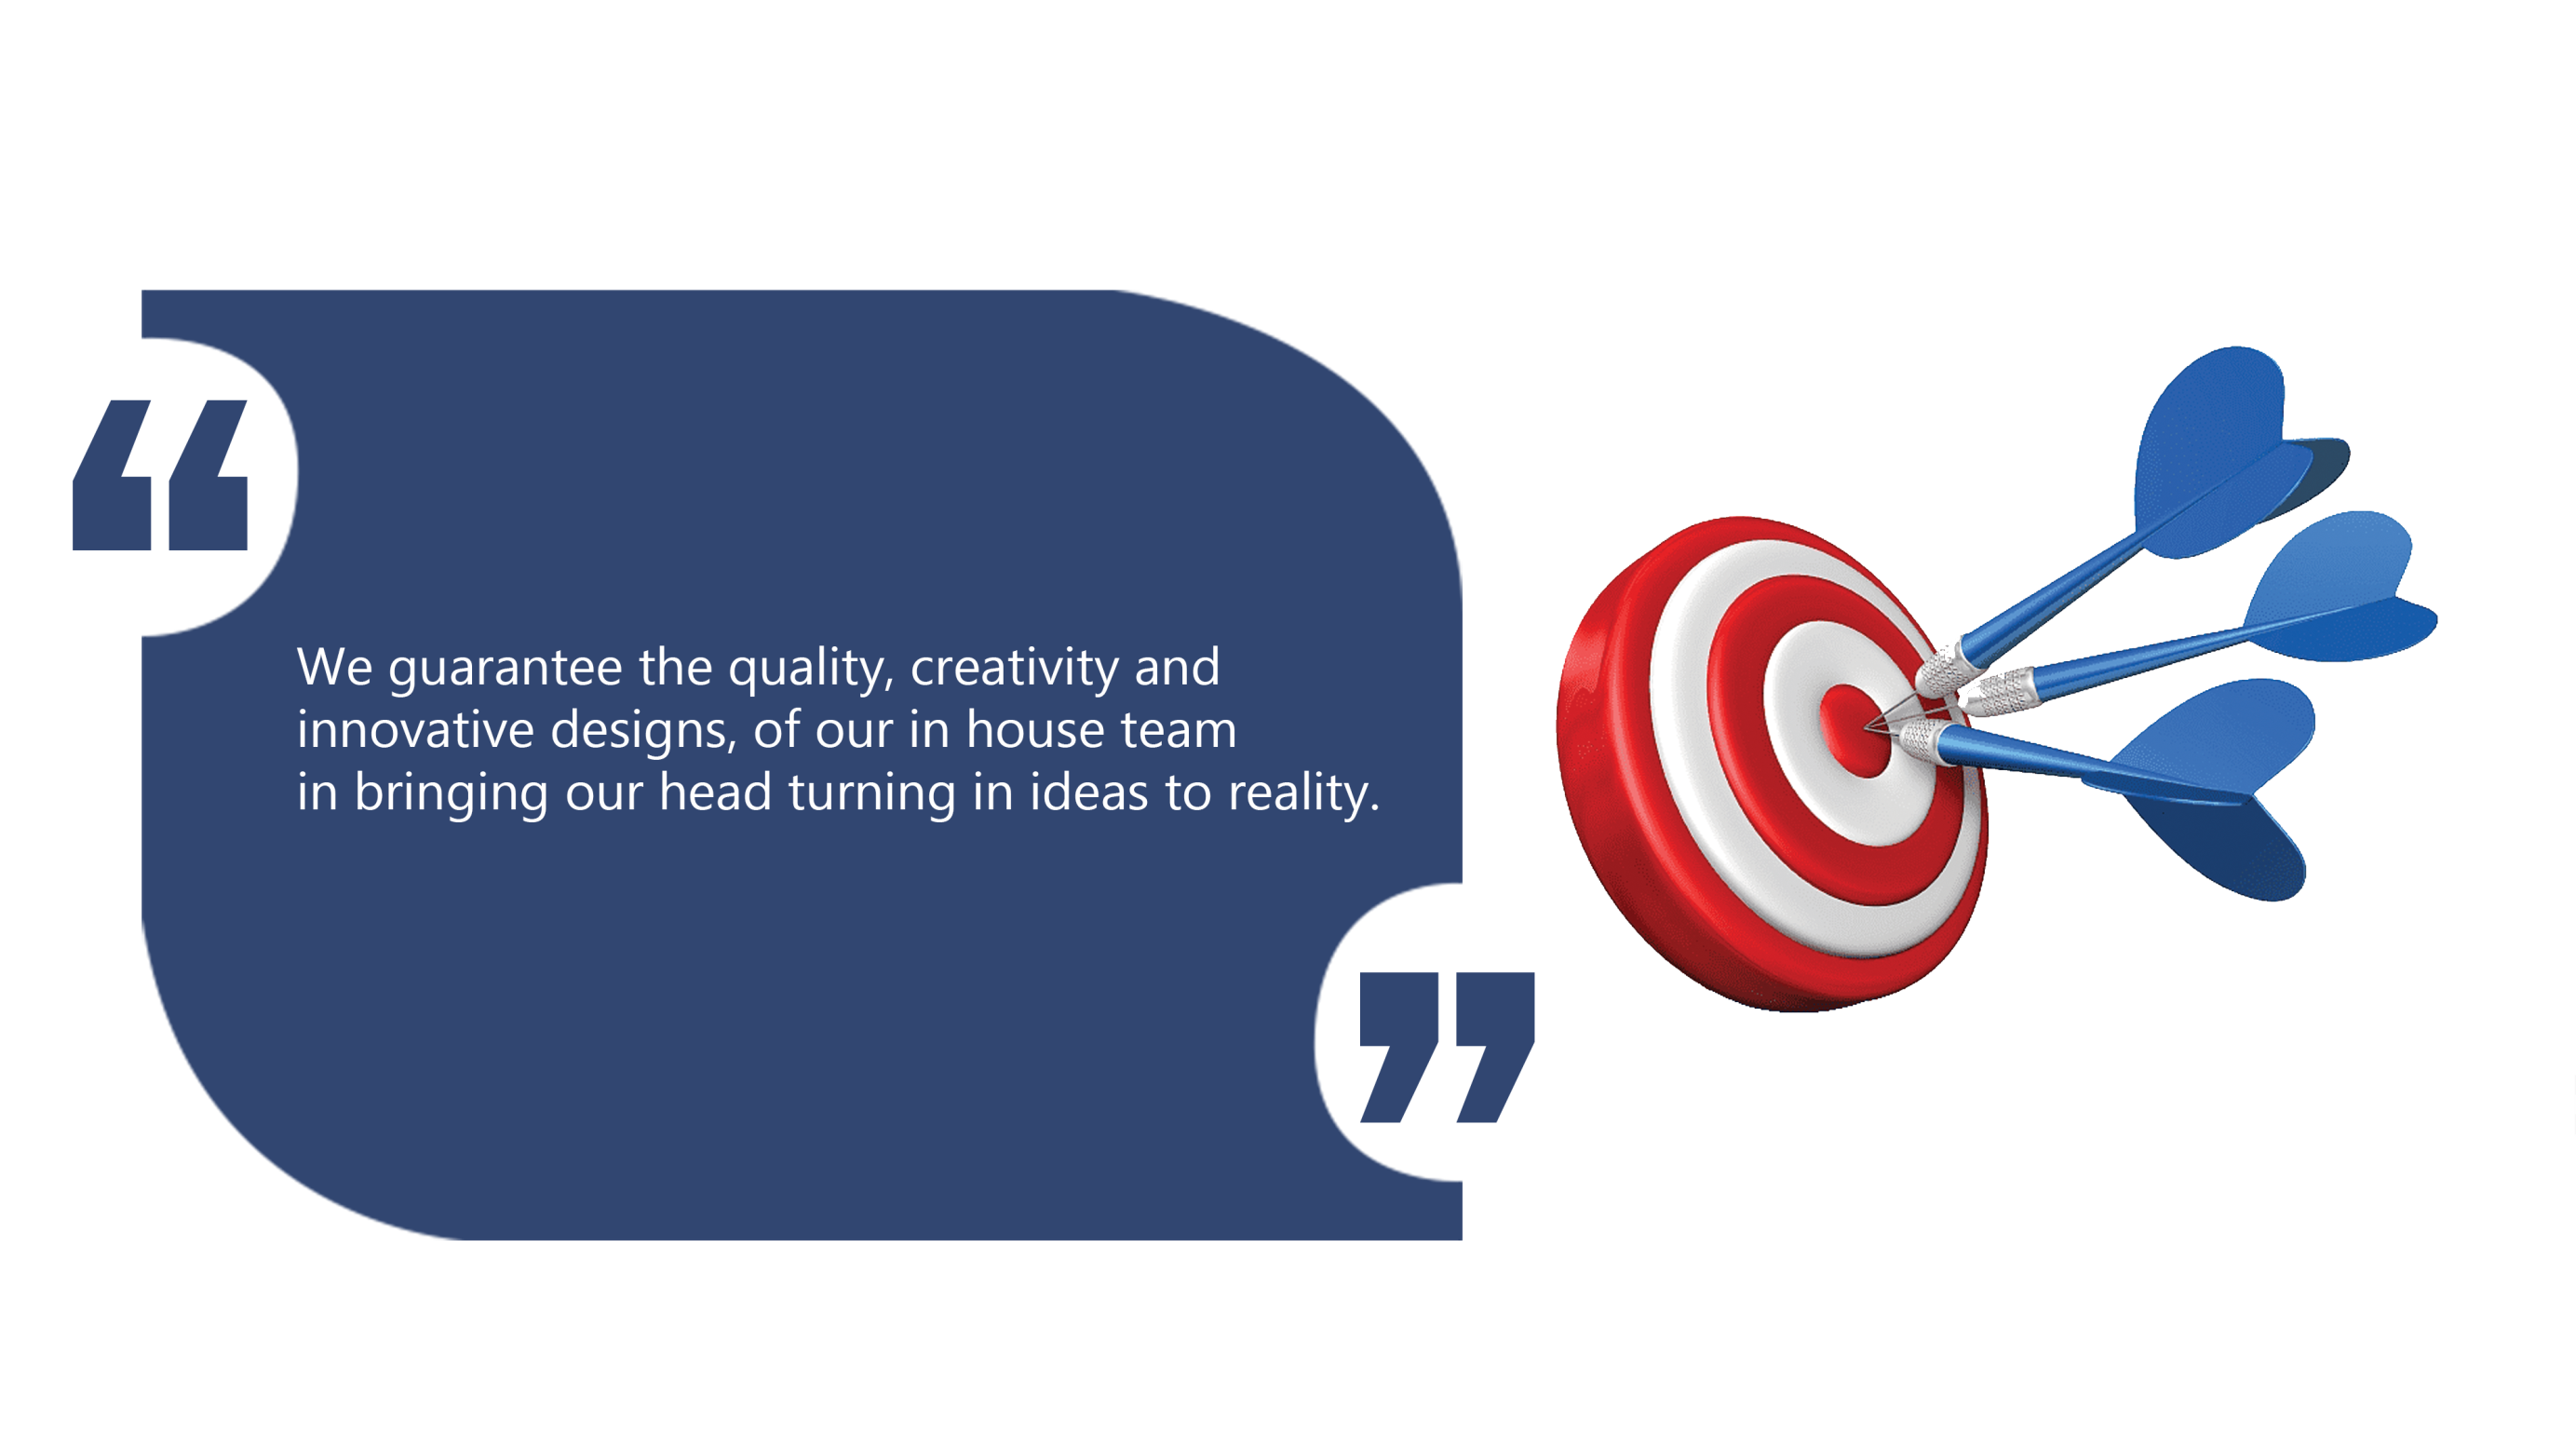 “
We guarantee the quality, creativity and
innovative designs, of our in house team
in bringing our head turning in ideas to reality.
”